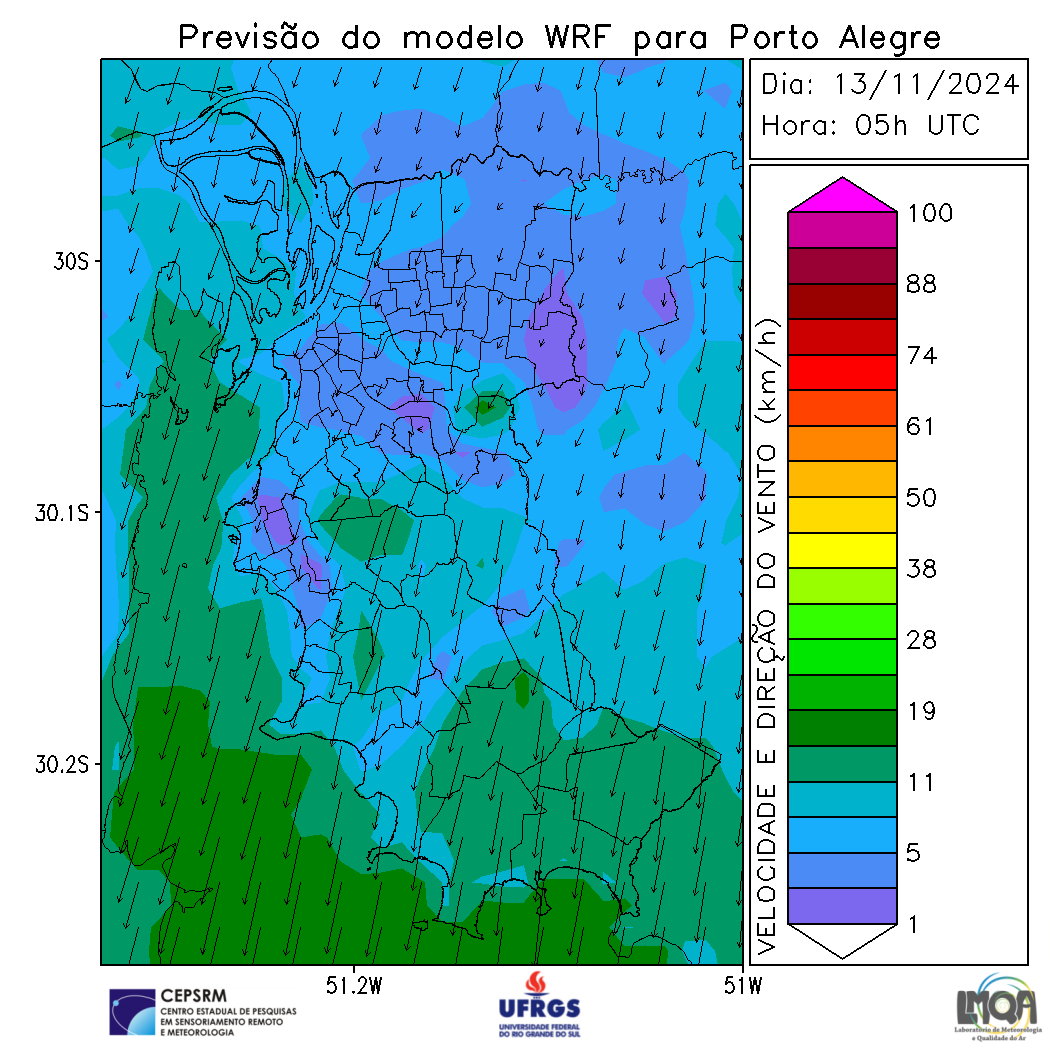 Previsão do modelo WRF para Porto Alegre
Dia: 13/11/2024
Hora: 05h UTC
30S
30.1S
30.2S
51.2W
51W
VELOCIDADE E DIREÇÃO DO VENTO (km/h)
100
88
74
61
50
38
28
19
11
5
1
CEPSRM
CENTRO ESTADUAL DE PESQUISAS
EM SENSORIAMENTO REMOTO
E METEOROLOGIA
UFRGS
UNIVERSIDADE FEDERAL
DO RIO GRANDE DO SUL
LMQA
Laboratório de Meteorologia
e Qualidade do Ar